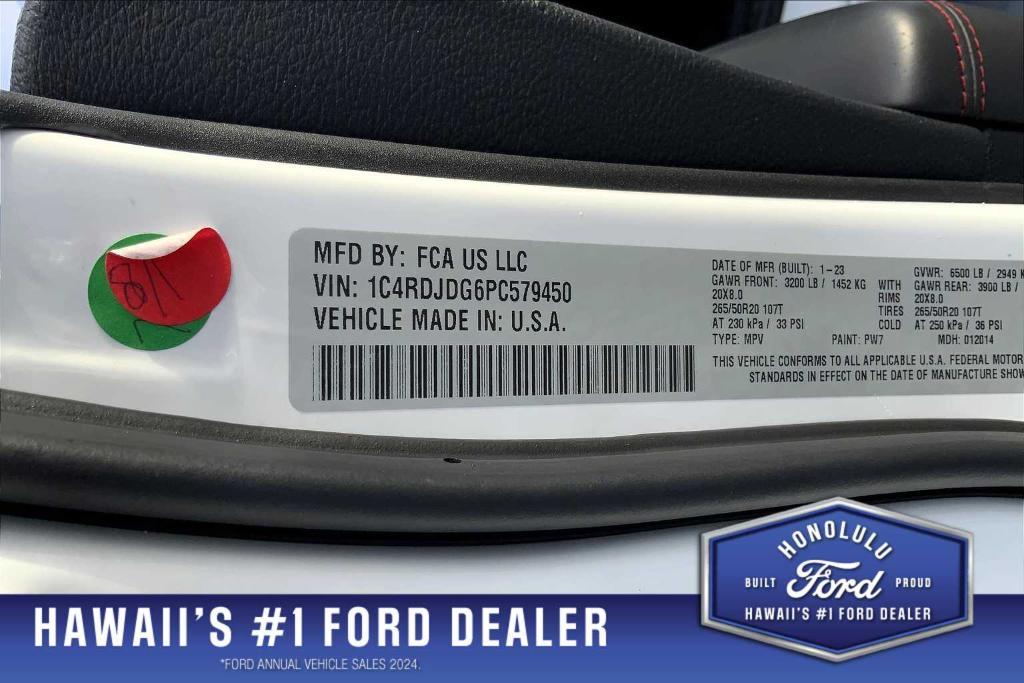 MFD BY: FCA US LLC
VIN: 1C4RDJDG6PC579450
VEHICLE MADE IN: U.S.A.
DATE OF MFR (BUILT): 1-23
GVWR: 6500 LB / 2949 K
GAWR FRONT: 3200 LB / 1452 KG
WITH
GAWR REAR: 3900 LB /
20X8.0
RIMS
20X8.0
265/50R20 107T
TIRES
265/50R20 107T
AT 230 kPa / 33 PSI
COLD
AT 250 kPa / 36 PSI
TYPE: MPV
PAINT: PW7
MDH: 012014
THIS VEHICLE CONFORMS TO ALL APPLICABLE U.S.A. FEDERAL MOTOR
STANDARDS IN EFFECT ON THE DATE OF MANUFACTURE SHOW
HONOLULU
BUILT Ford PROUD
HAWAII'S #1 FORD DEALER
HAWAII'S #1 FORD DEALER
*FORD ANNUAL VEHICLE SALES 2024.